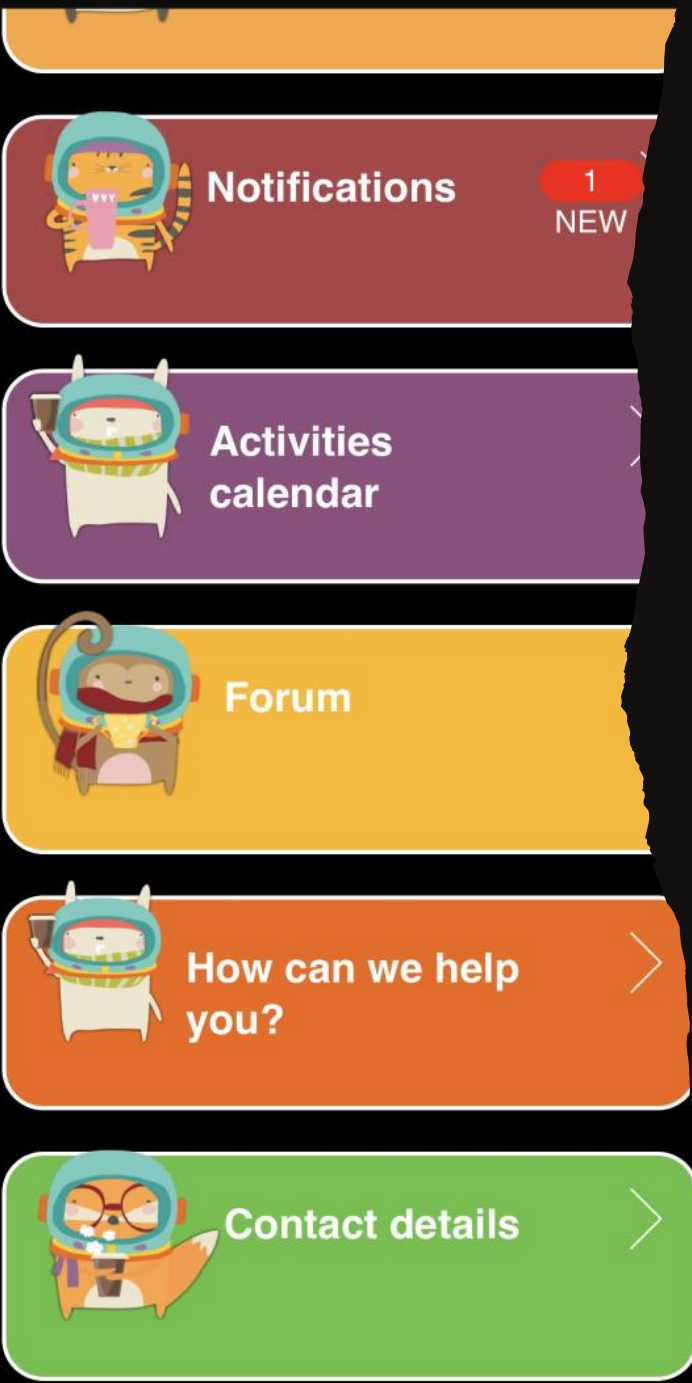 Notifications
1
NEW
Activities
calendar
Forum
How can we help
you?
Contact details